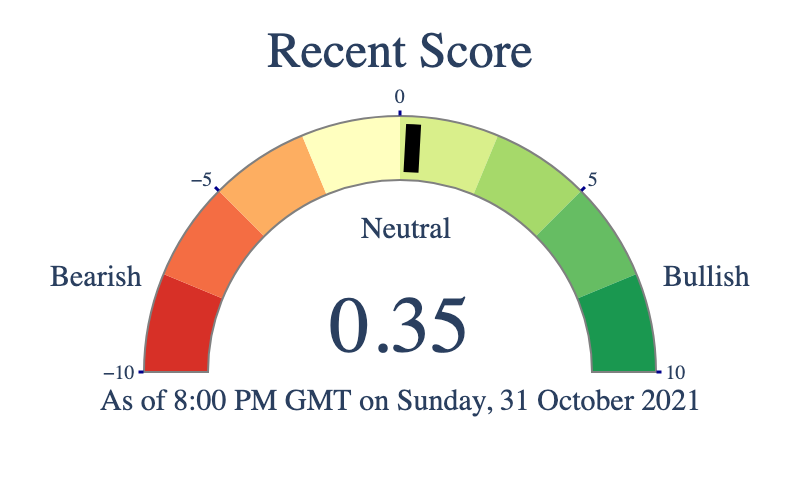 Recent Score
0
−5
5
Neutral
Bearish
Bullish
0.35
−10
10
As of 8:00 PM GMT on Sunday, 31 October 2021